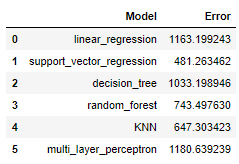 Model Error
0 linear_regression 1163.199243
1 support_vector_regression 481.263462
2 decision_tree 1033.198946
3 random_forest 743.497630
4 KNN 647.303423
5 multi_layer_perceptron 1180.639239